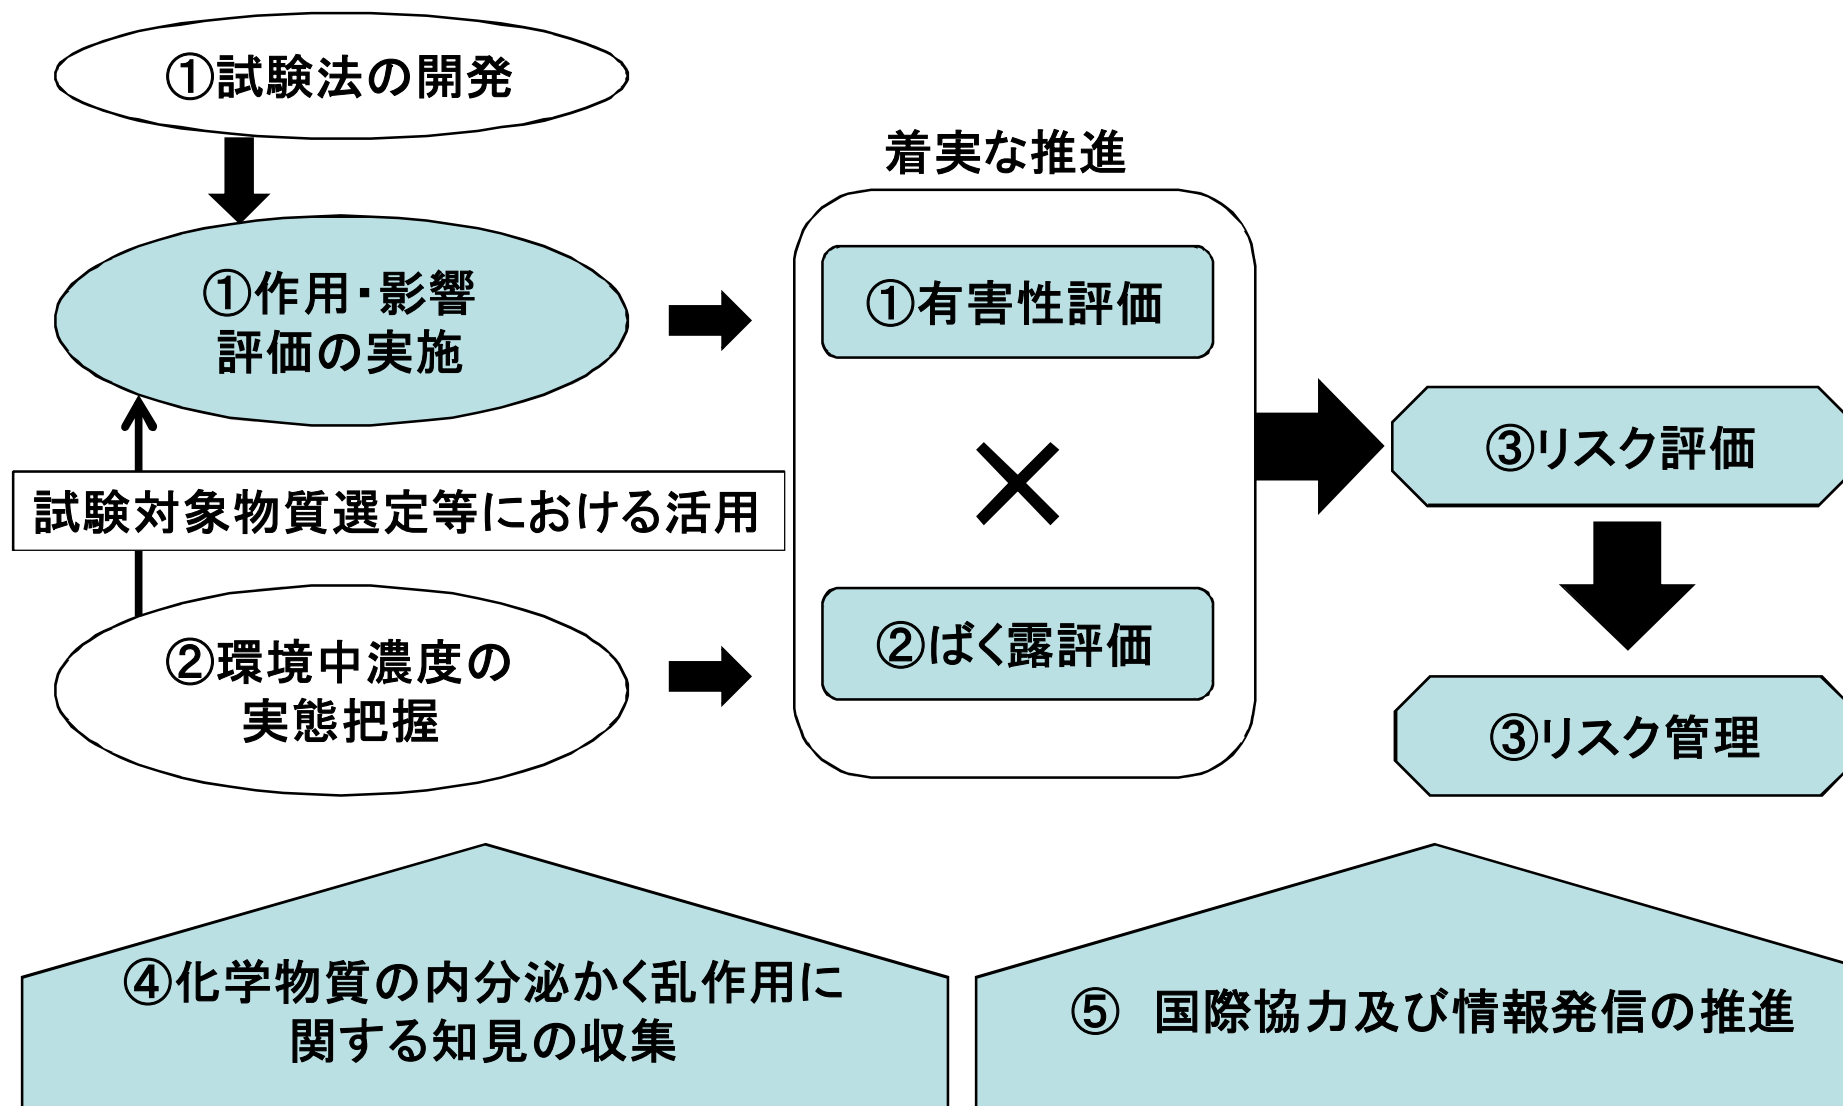 ①試験法の開発
着実な推進
①作用・影響
評価の実施
①有害性評価
×
③リスク評価
試験対象物質選定等における活用
②環境中濃度の
実態把握
②ばく露評価
③リスク管理
④化学物質の内分泌かく乱作用に
関する知見の収集
⑤ 国際協力及び情報発信の推進